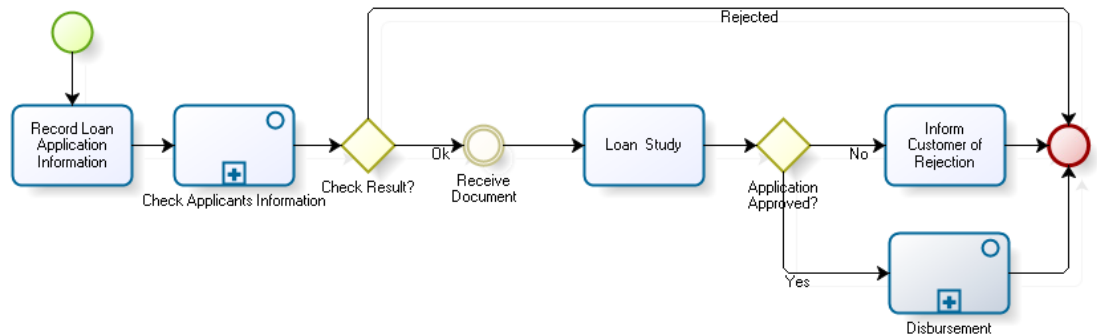 Rejected
Record Loan
Application
Information
Check Applicants Information
Check Result?
Ok
Receive
Document
Loan Study
Application
Approved?
No
Yes
Inform
Customer of
Rejection
Disbursement